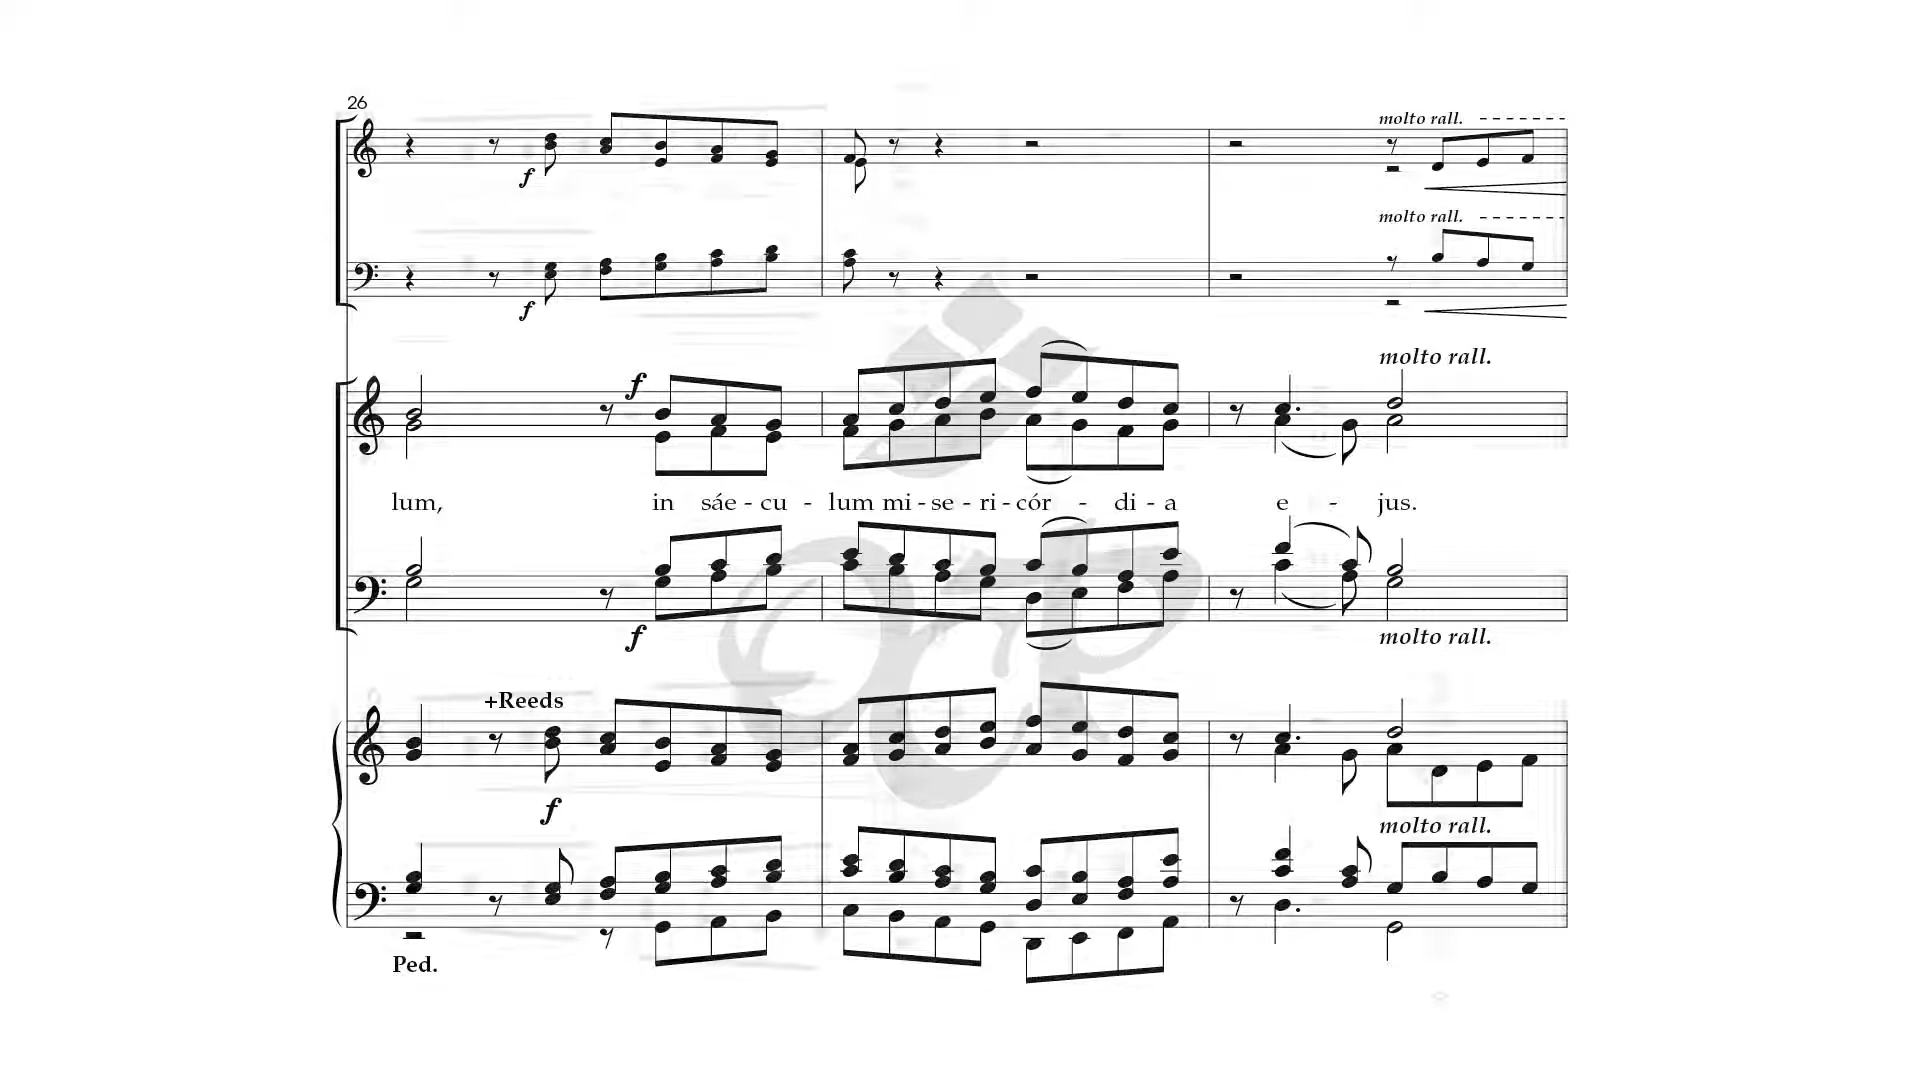 26
molto rall.
f
molto rall.
f
molto rall.
f
lum, in sáe - cu - lum mi - se - ri - cór - di - a e - jus.
f
molto rall.
+Reeds
f
molto rall.
Ped.
OCP